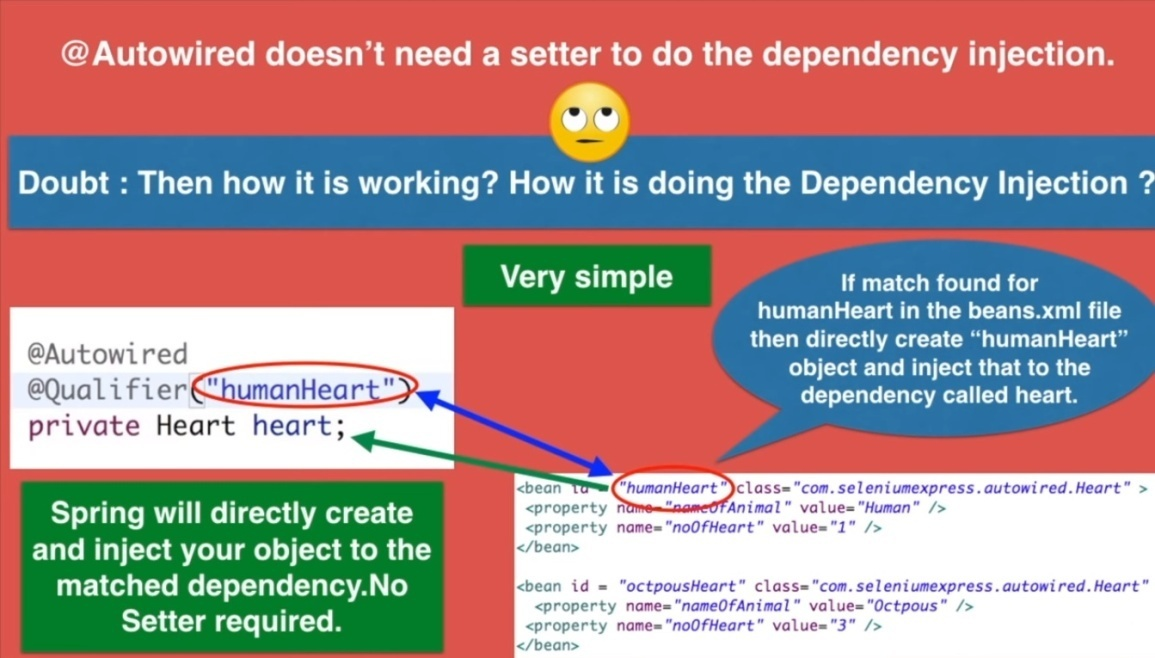 @Autowired doesn't need a setter to do the dependency injection.
Doubt : Then how it is working? How it is doing the Dependency Injection ?
Very simple
If match found for
humanHeart in the beans.xml file
then directly create “humanHeart”
object and inject that to the
dependency called heart.
@Autowired
@Qualifier("humanHeart")
private Heart heart;
Spring will directly create
and inject your object to the
matched dependency.No
Setter required.
<bean id = "humanHeart" class="com.seleniumexpress.autowired.Heart" >
<property name="nameOfAnimal" value="Human" />
<property name="noOfHeart" value="1" />
</bean>
<bean id = "octpousHeart" class="com.seleniumexpress.autowired.Heart"
<property name="nameOfAnimal" value="Octpous" />
<property name="noOfHeart" value="3" />
</bean>